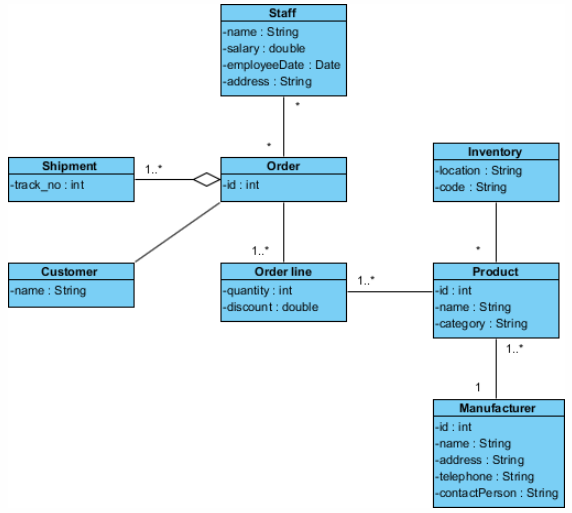 Staff
-name : String
-salary : double
-employeeDate : Date
-address : String
*
*
Shipment
-track_no : int
1..*
Order
-id : int
Inventory
-location : String
-code : String
1..*
*
Customer
-name : String
Order line
-quantity : int
-discount : double
1..*
Product
-id : int
-name : String
-category : String
1..*
1
Manufacturer
-id : int
-name : String
-address : String
-telephone : String
-contactPerson : String